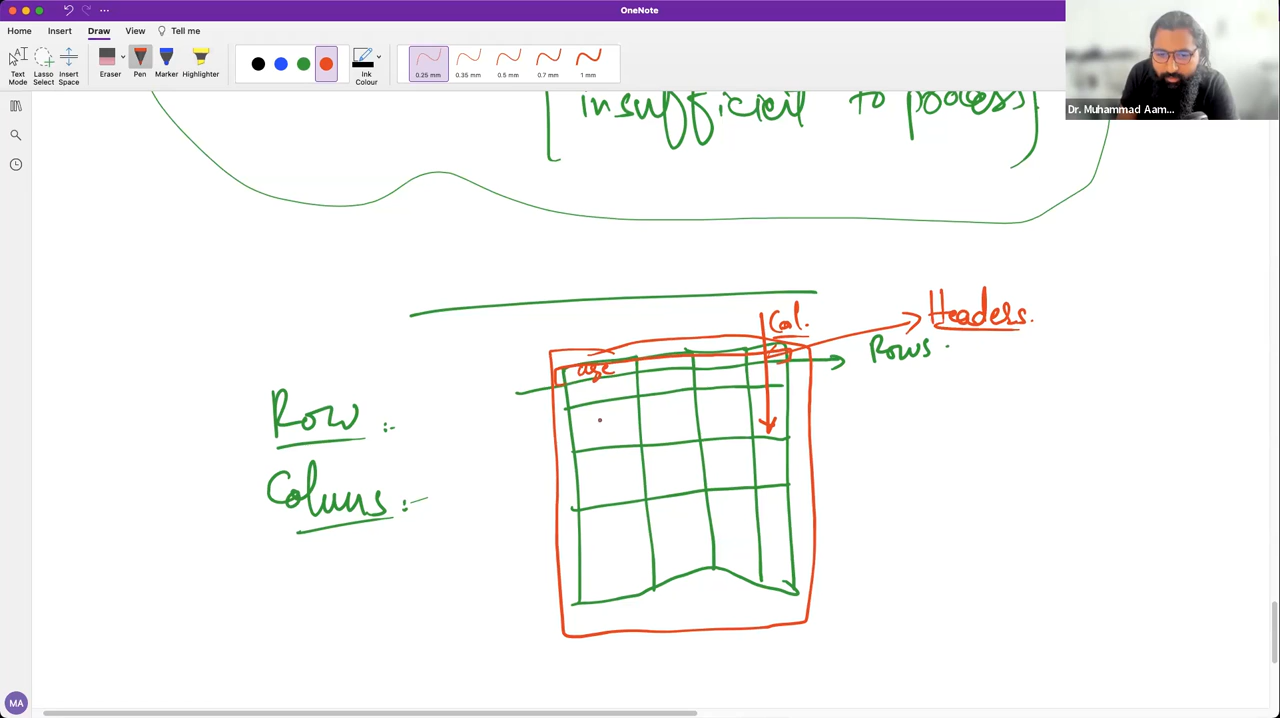 OneNote
Home Insert Draw View Tell me
Text Mode
Lasso Select
Insert Space
Eraser
Pen
Marker
Highlighter
Ink Colour
0.25 mm
0.35 mm
0.5 mm
0.7 mm
1 mm
Dr. Muhammad Aam...
insufficient to process
Col.
Headers.
Rows.
age
Row :-
Colums :-
MA